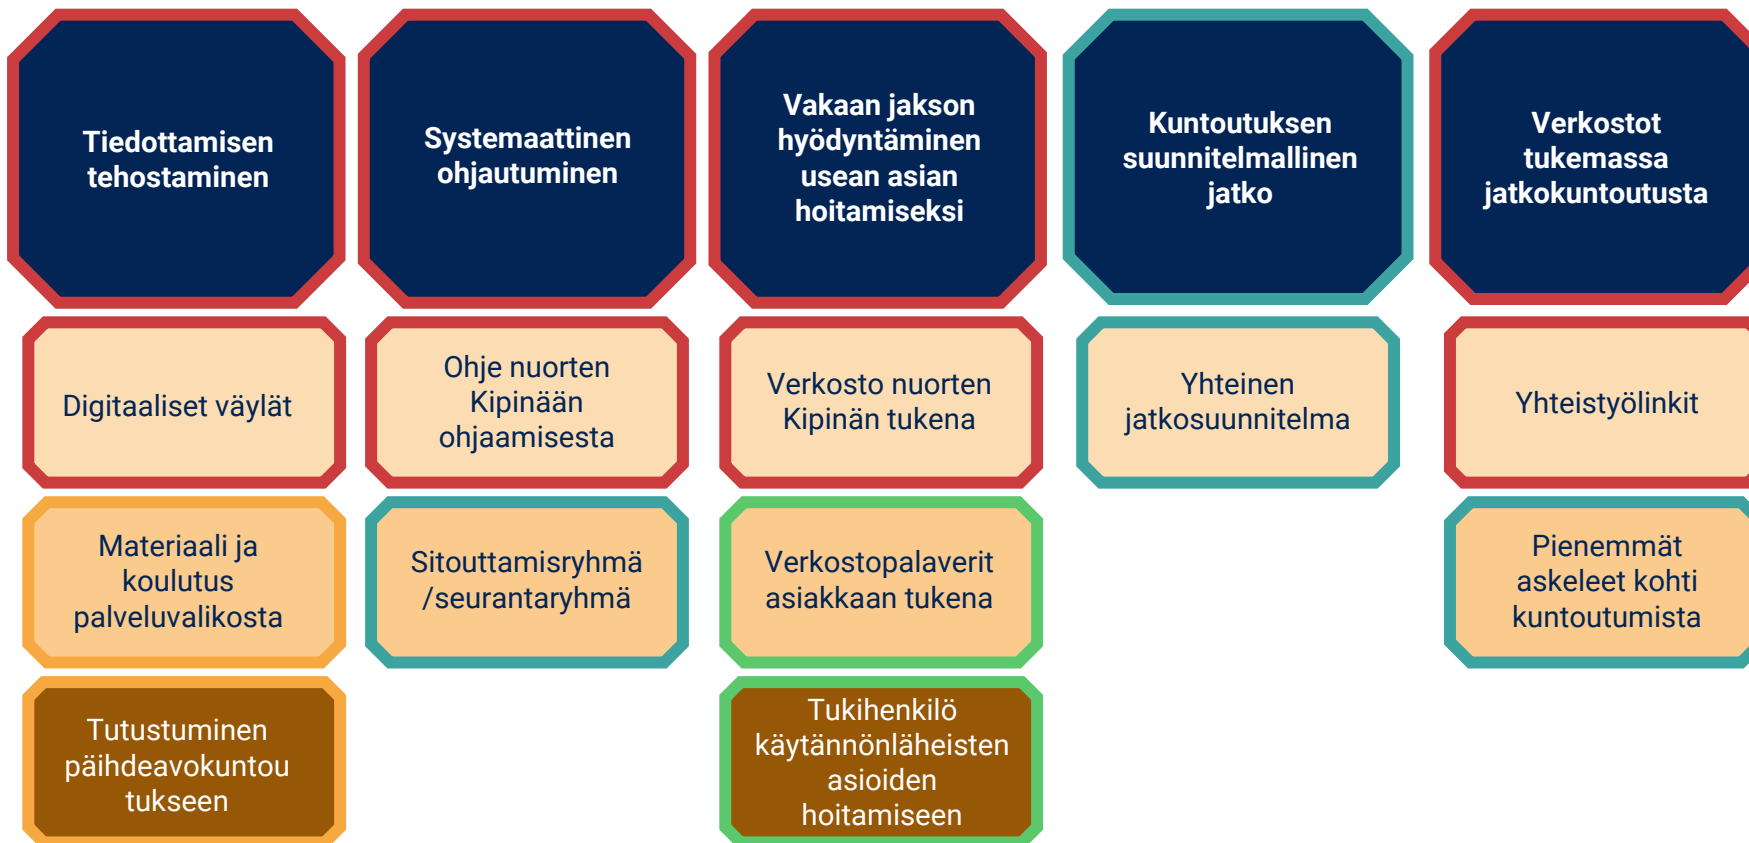 Tiedottamisen
tehostaminen
Systemaattinen
ohjautuminen
Vakaan jakson
hyödyntäminen
usean asian
hoitamiseksi
Kuntoutuksen
suunnitelmallinen
jatko
Verkostot
tukemassa
jatkokuntoutusta
Digitaaliset väylät
Ohje nuorten
Kipinään
ohjaamisesta
Verkosto nuorten
Kipinän tukena
Yhteinen
jatkosuunnitelma
Yhteistyölinkit
Materiaali ja
koulutus
palveluvalikosta
Sitouttamisryhmä
/seurantaryhmä
Verkostopalaverit
asiakkaan tukena
Pienemmät
askeleet kohti
kuntoutumista
Tutustuminen
päihdeavokuntou
tukseen
Tukihenkilö
käytännönläheisten
asioiden
hoitamiseen